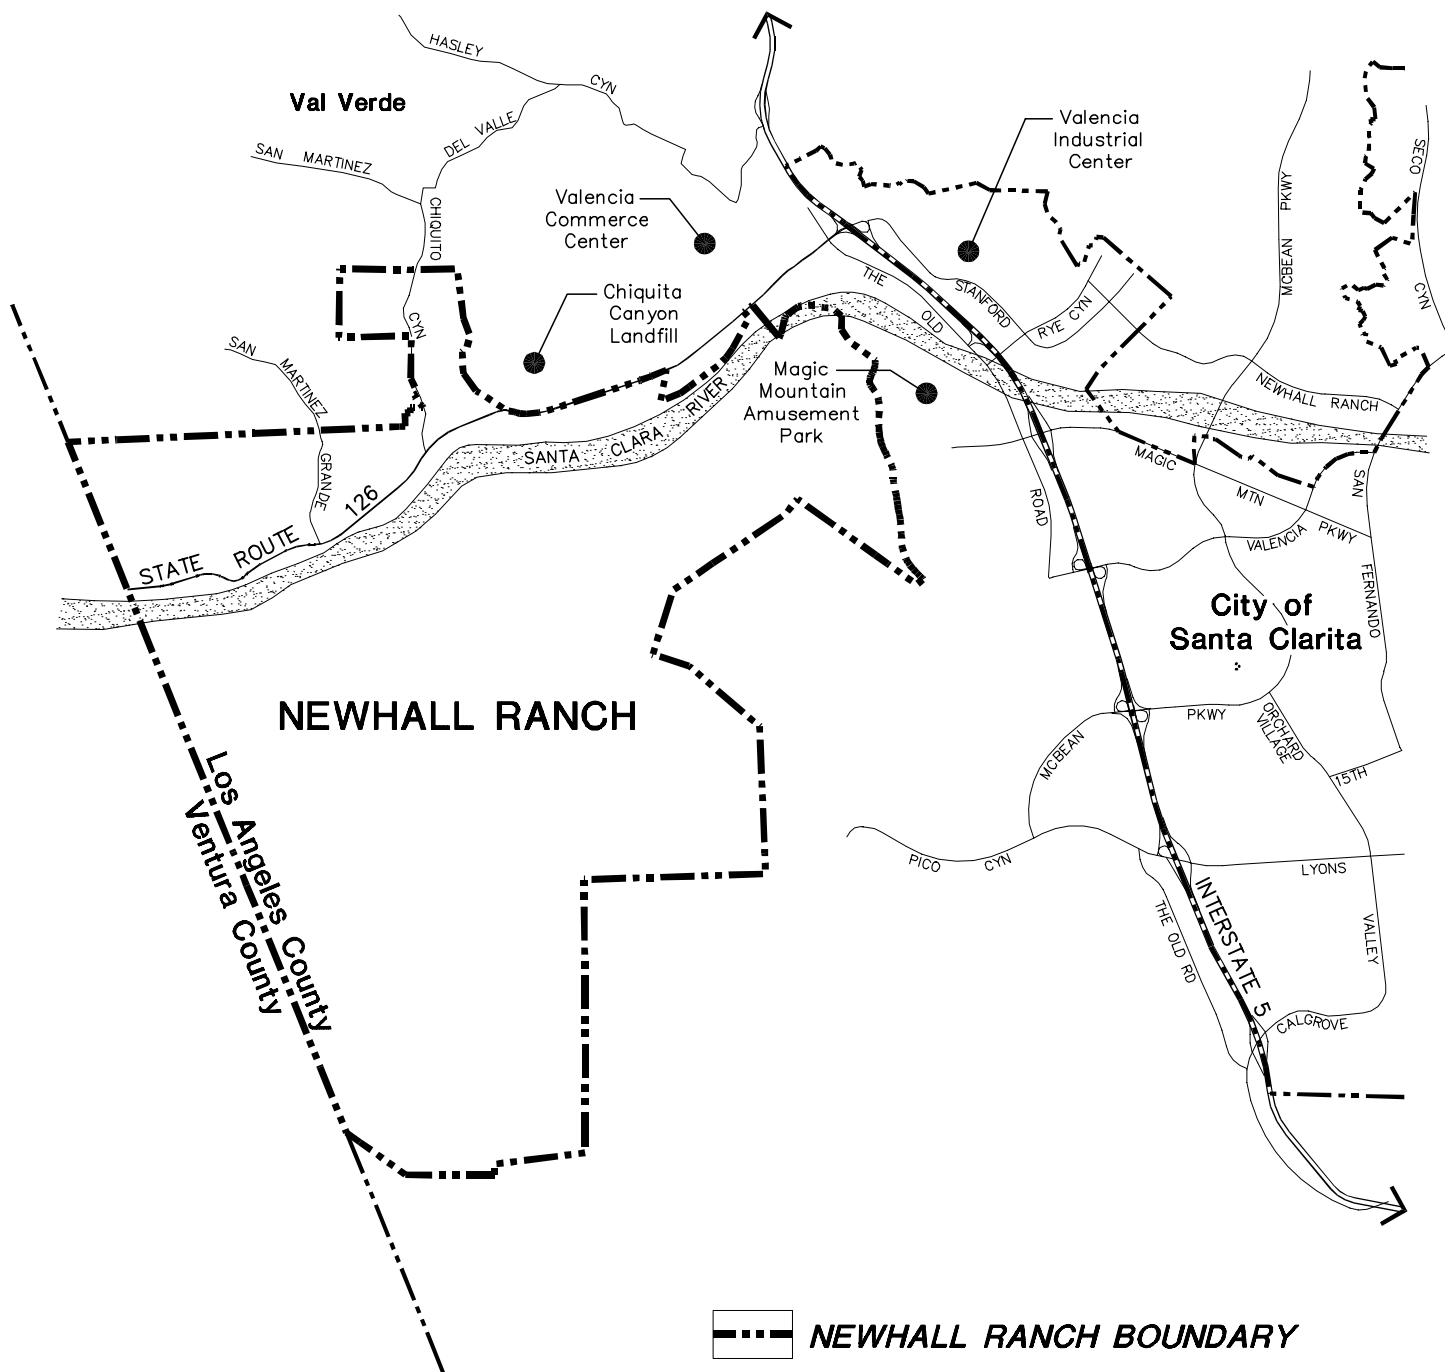 HASLEY
CYN
Val Verde
DEL VALLE
SAN MARTINEZ
CHIQUITO
CYN
Valencia
Industrial
Center
Valencia
Commerce
Center
Chiquita
Canyon
Landfill
Magic
Mountain
Amusement
Park
MCBEAN PKWY
SECO
CYN
THE
OLD
ROAD
STANFORD
RYE CYN
NEWHALL RANCH
SAN
MARTINEZ
GRANDE
SANTA CLARA RIVER
STATE ROUTE 126
MAGIC
MTN
PKWY
VALENCIA
SAN
FERNANDO
City of
Santa Clarita
NEWHALL RANCH
Los Angeles County
Ventura County
MCBEAN
PKWY
ORCHARD
VILLAGE
15TH
PICO
CYN
LYONS
THE OLD RD
INTERSTATE 5
VALLEY
CALGROVE
NEWHALL RANCH BOUNDARY